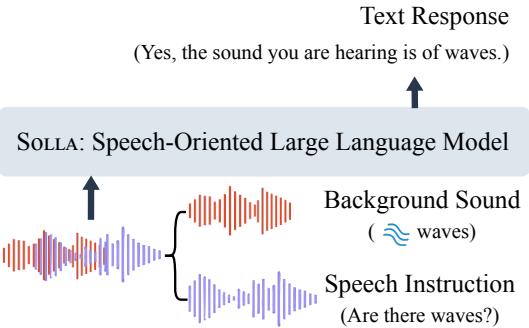 Text Response
(Yes, the sound you are hearing is of waves.)
SOLLA: Speech-Oriented Large Language Model
Background Sound
( waves)
Speech Instruction
(Are there waves?)